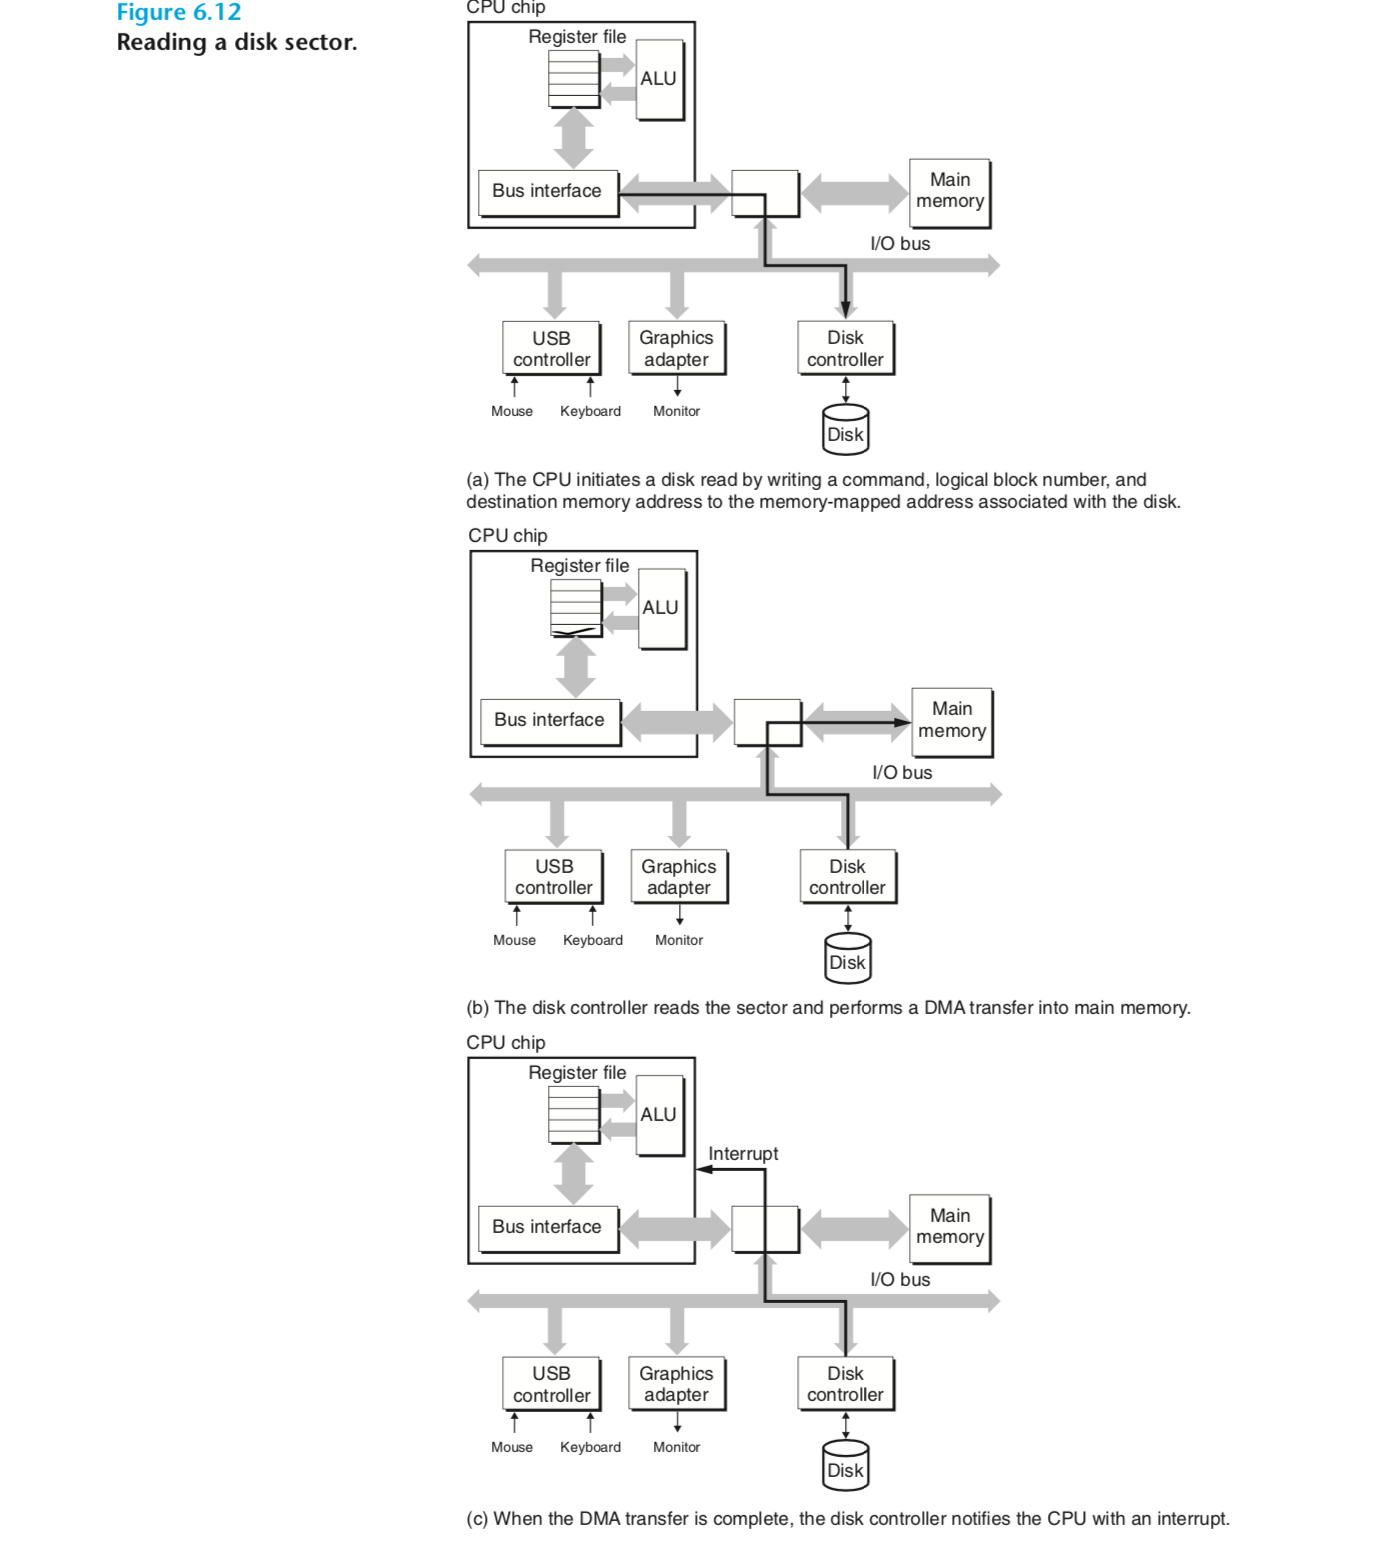 Figure 6.12
Reading a disk sector.
CPU chip
Register file
ALU
Bus interface
Main
memory
I/O bus
USB
controller
Graphics
adapter
Disk
controller
Mouse
Keyboard
Monitor
Disk
(a) The CPU initiates a disk read by writing a command, logical block number, and
destination memory address to the memory-mapped address associated with the disk.
CPU chip
Register file
ALU
Bus interface
Main
memory
I/O bus
USB
controller
Graphics
adapter
Disk
controller
Mouse
Keyboard
Monitor
Disk
(b) The disk controller reads the sector and performs a DMA transfer into main memory.
CPU chip
Register file
ALU
Interrupt
Bus interface
Main
memory
I/O bus
USB
controller
Graphics
adapter
Disk
controller
Mouse
Keyboard
Monitor
Disk
(c) When the DMA transfer is complete, the disk controller notifies the CPU with an interrupt.